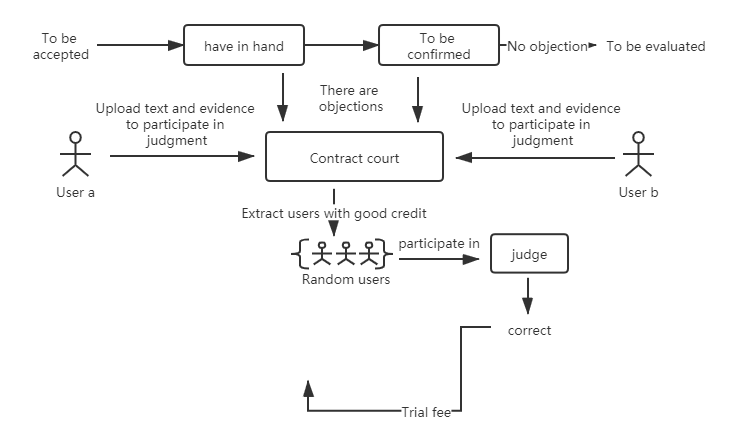 To be
accepted
have in hand
To be
confirmed
No objection
To be evaluated
There are
objections
Upload text and evidence
to participate in
judgment
Upload text and evidence
to participate in
judgment
Contract court
User a
User b
Extract users with good credit
participate in
judge
Random users
correct
Trial fee